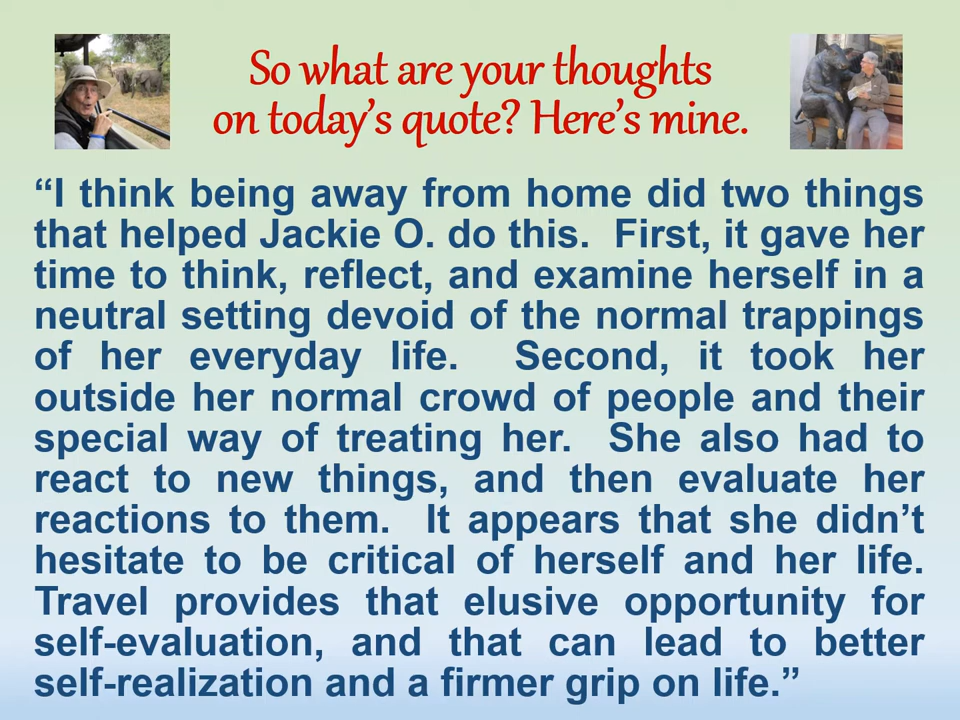 So what are your thoughts
on today’s quote? Here’s mine.
“I think being away from home did two things
that helped Jackie O. do this.  First, it gave her
time to think, reflect, and examine herself in a
neutral setting devoid of the normal trappings
of her everyday life.  Second, it took her
outside her normal crowd of people and their
special way of treating her.  She also had to
react to new things, and then evaluate her
reactions to them.  It appears that she didn’t
hesitate to be critical of herself and her life.
Travel provides that elusive opportunity for
self-evaluation, and that can lead to better
self-realization and a firmer grip on life.”